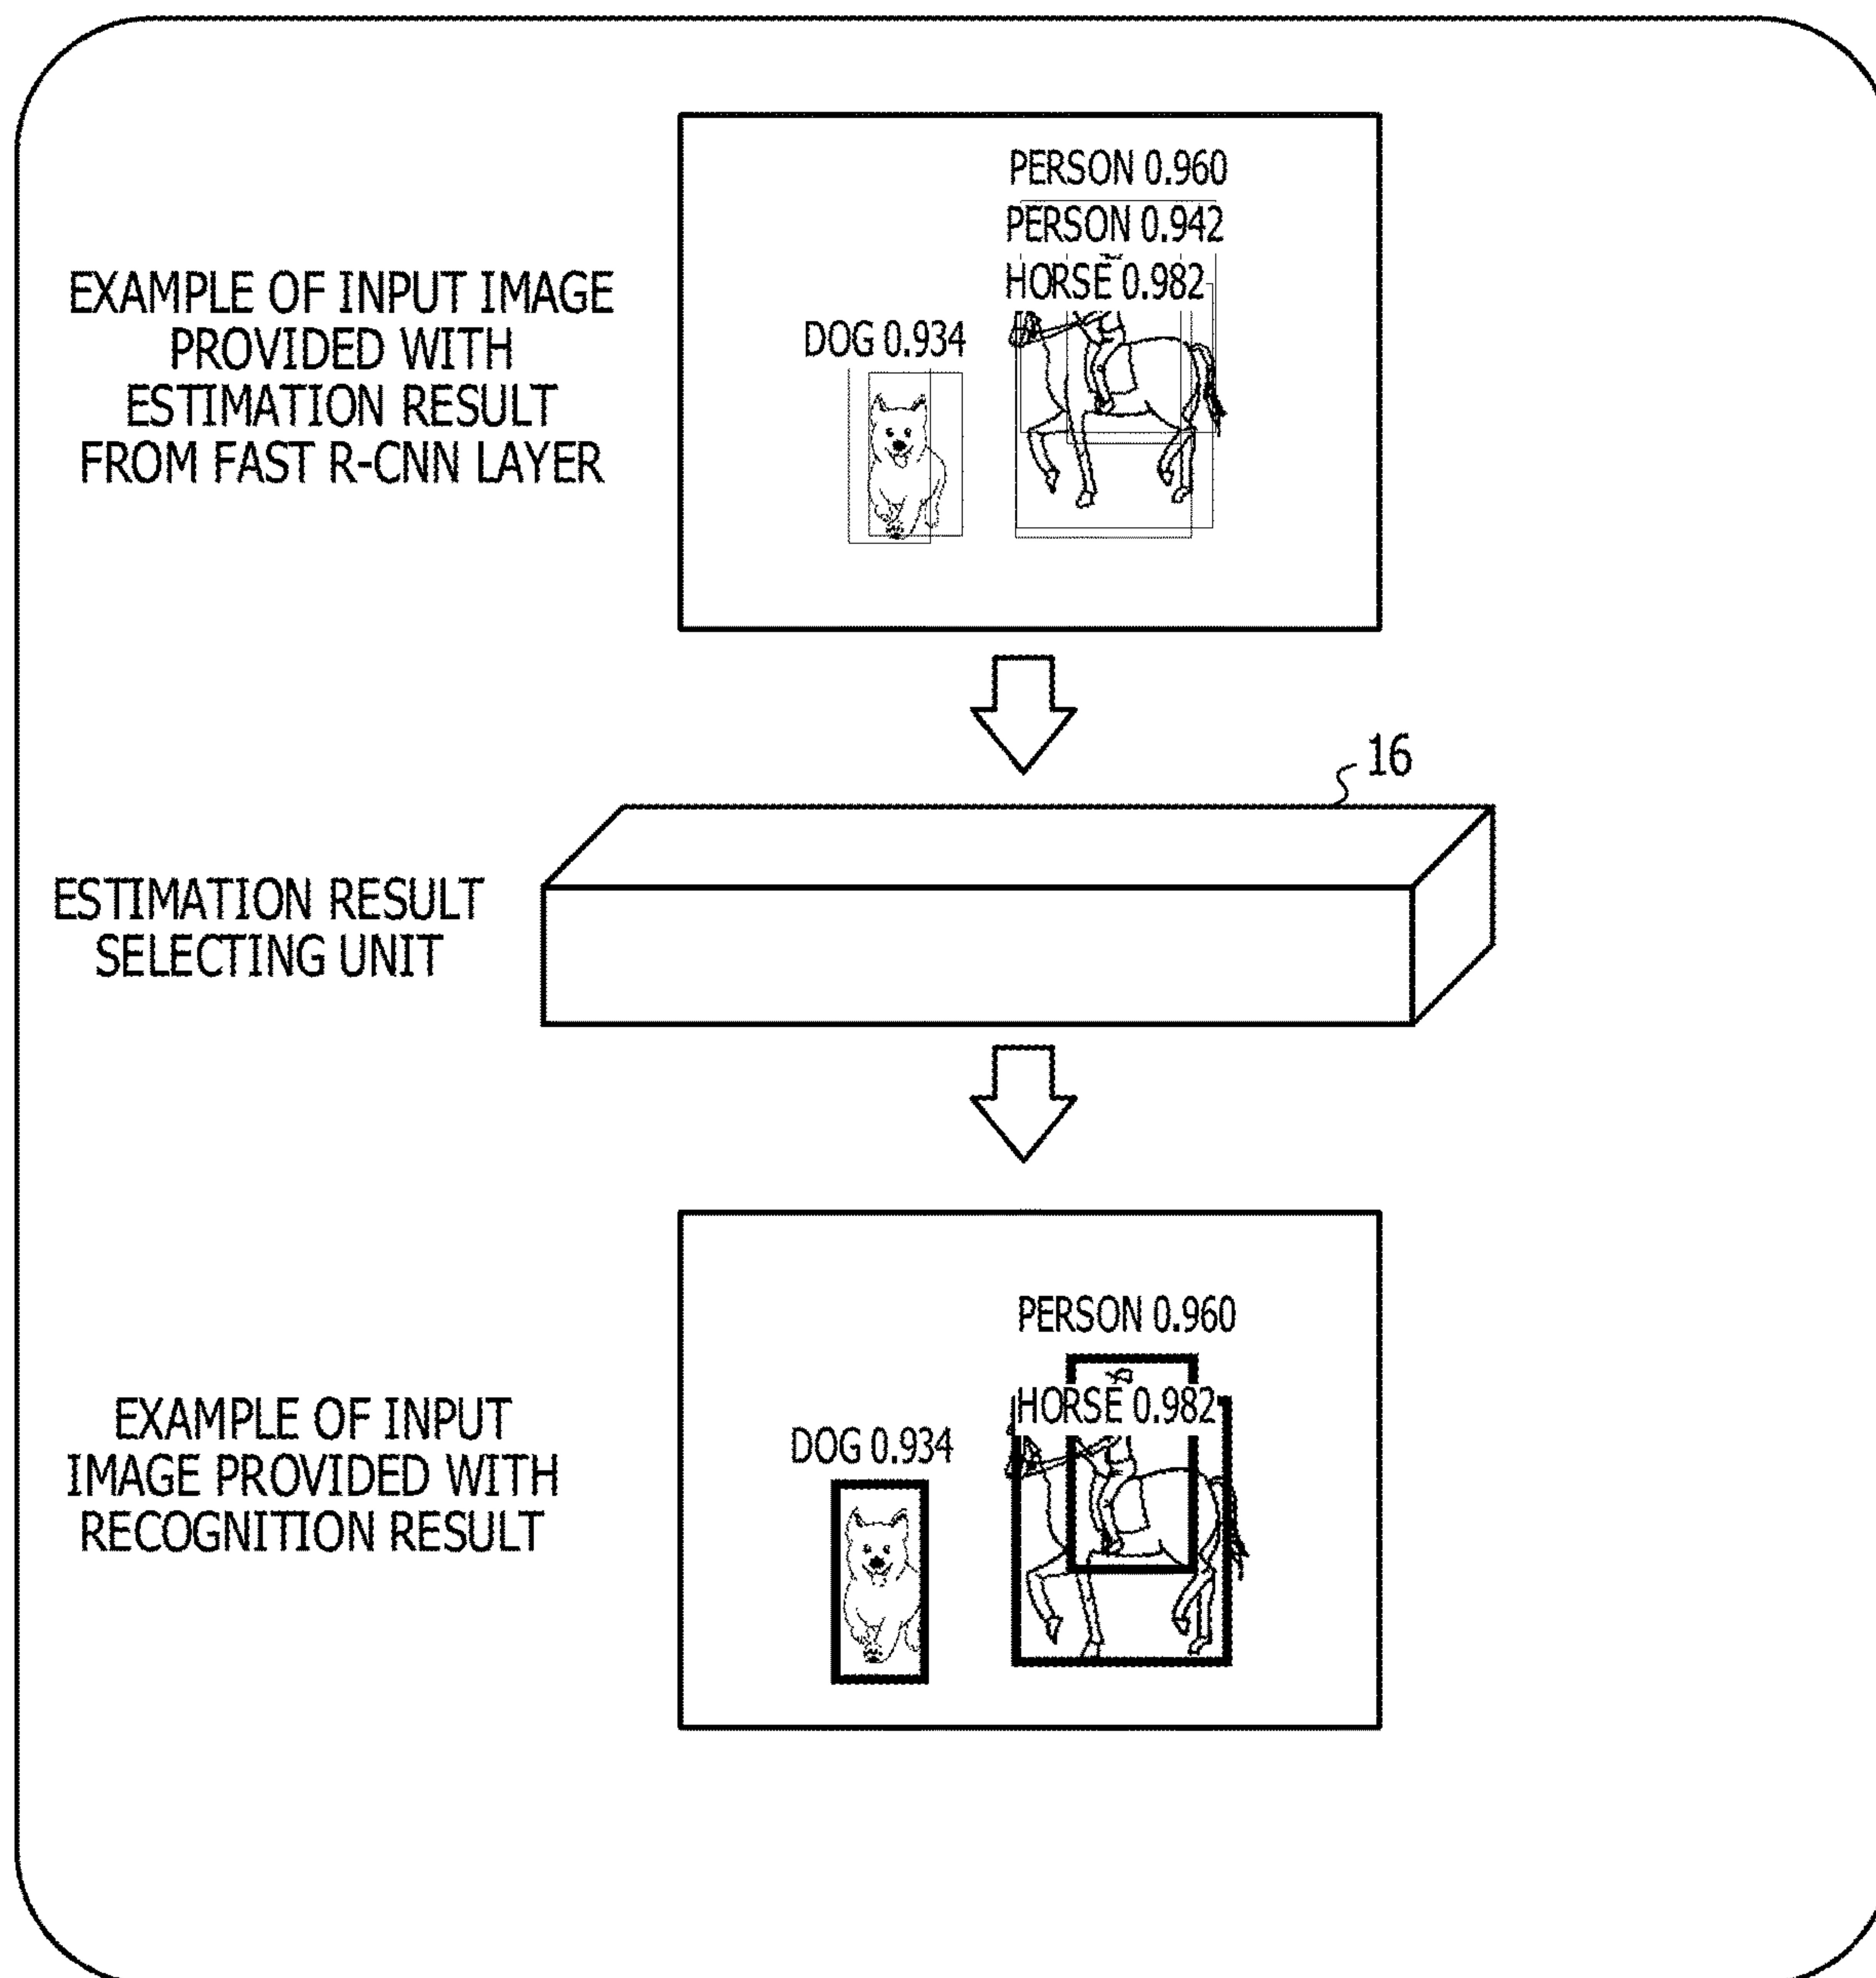 EXAMPLE OF INPUT IMAGE
PROVIDED WITH
ESTIMATION RESULT
FROM FAST R-CNN LAYER
PERSON 0.960
PERSON 0.942
HORSE 0.982
DOG 0.934
16
ESTIMATION RESULT
SELECTING UNIT
EXAMPLE OF INPUT
IMAGE PROVIDED WITH
RECOGNITION RESULT
PERSON 0.960
HORSE 0.982
DOG 0.934